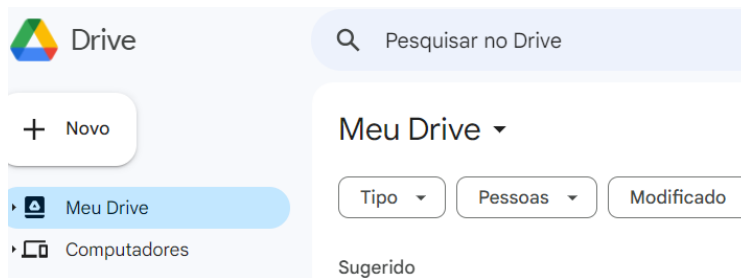 Drive
Pesquisar no Drive
Novo
Meu Drive
Tipo
Pessoas
Modificado
Meu Drive
Computadores
Sugerido